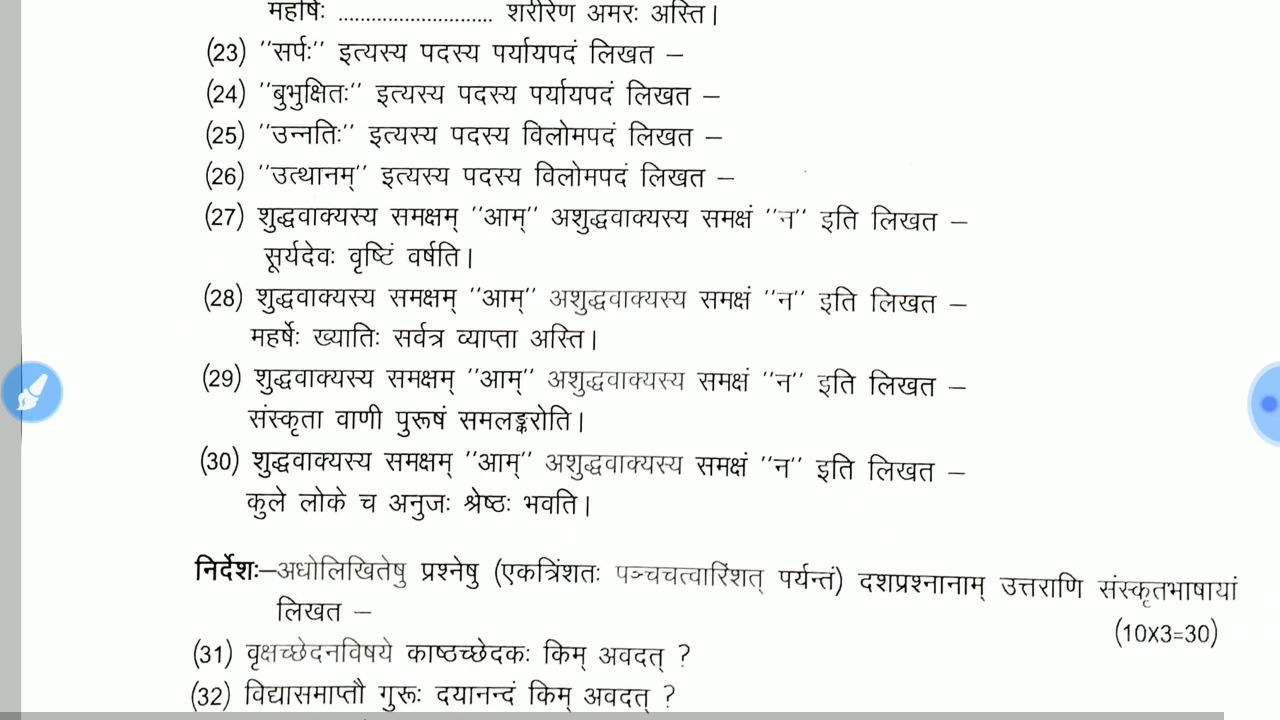 महर्षिः ............................ शरीरेण अमरः अस्ति।
(23) ''सर्पः'' इत्यस्य पदस्य पर्यायपदं लिखत –
(24) ''बुभुक्षितः'' इत्यस्य पदस्य पर्यायपदं लिखत –
(25) ''उन्नतिः'' इत्यस्य पदस्य विलोमपदं लिखत –
(26) ''उत्थानम्'' इत्यस्य पदस्य विलोमपदं लिखत –
(27) शुद्धवाक्यस्य समक्षम् ''आम्'' अशुद्धवाक्यस्य समक्षं ''न'' इति लिखत –
सूर्यदेवः वृष्टिं वर्षति।
(28) शुद्धवाक्यस्य समक्षम् ''आम्'' अशुद्धवाक्यस्य समक्षं ''न'' इति लिखत –
महर्षेः ख्यातिः सर्वत्र व्याप्ता अस्ति।
(29) शुद्धवाक्यस्य समक्षम् ''आम्'' अशुद्धवाक्यस्य समक्षं ''न'' इति लिखत –
संस्कृता वाणी पुरूषं समलङ्करोति।
(30) शुद्धवाक्यस्य समक्षम् ''आम्'' अशुद्धवाक्यस्य समक्षं ''न'' इति लिखत –
कुले लोके च अनुजः श्रेष्ठः भवति।
निर्देशः–अधोलिखितेषु प्रश्नेषु (एकत्रिंशतः पञ्चचत्वारिंशत् पर्यन्तं) दशप्रश्नानाम् उत्तराणि संस्कृतभाषायां
लिखत –
(10x3=30)
(31) वृक्षच्छेदनविषये काष्ठच्छेदकः किम् अवदत् ?
(32) विद्यासमाप्तौ गुरूः दयानन्दं किम् अवदत् ?